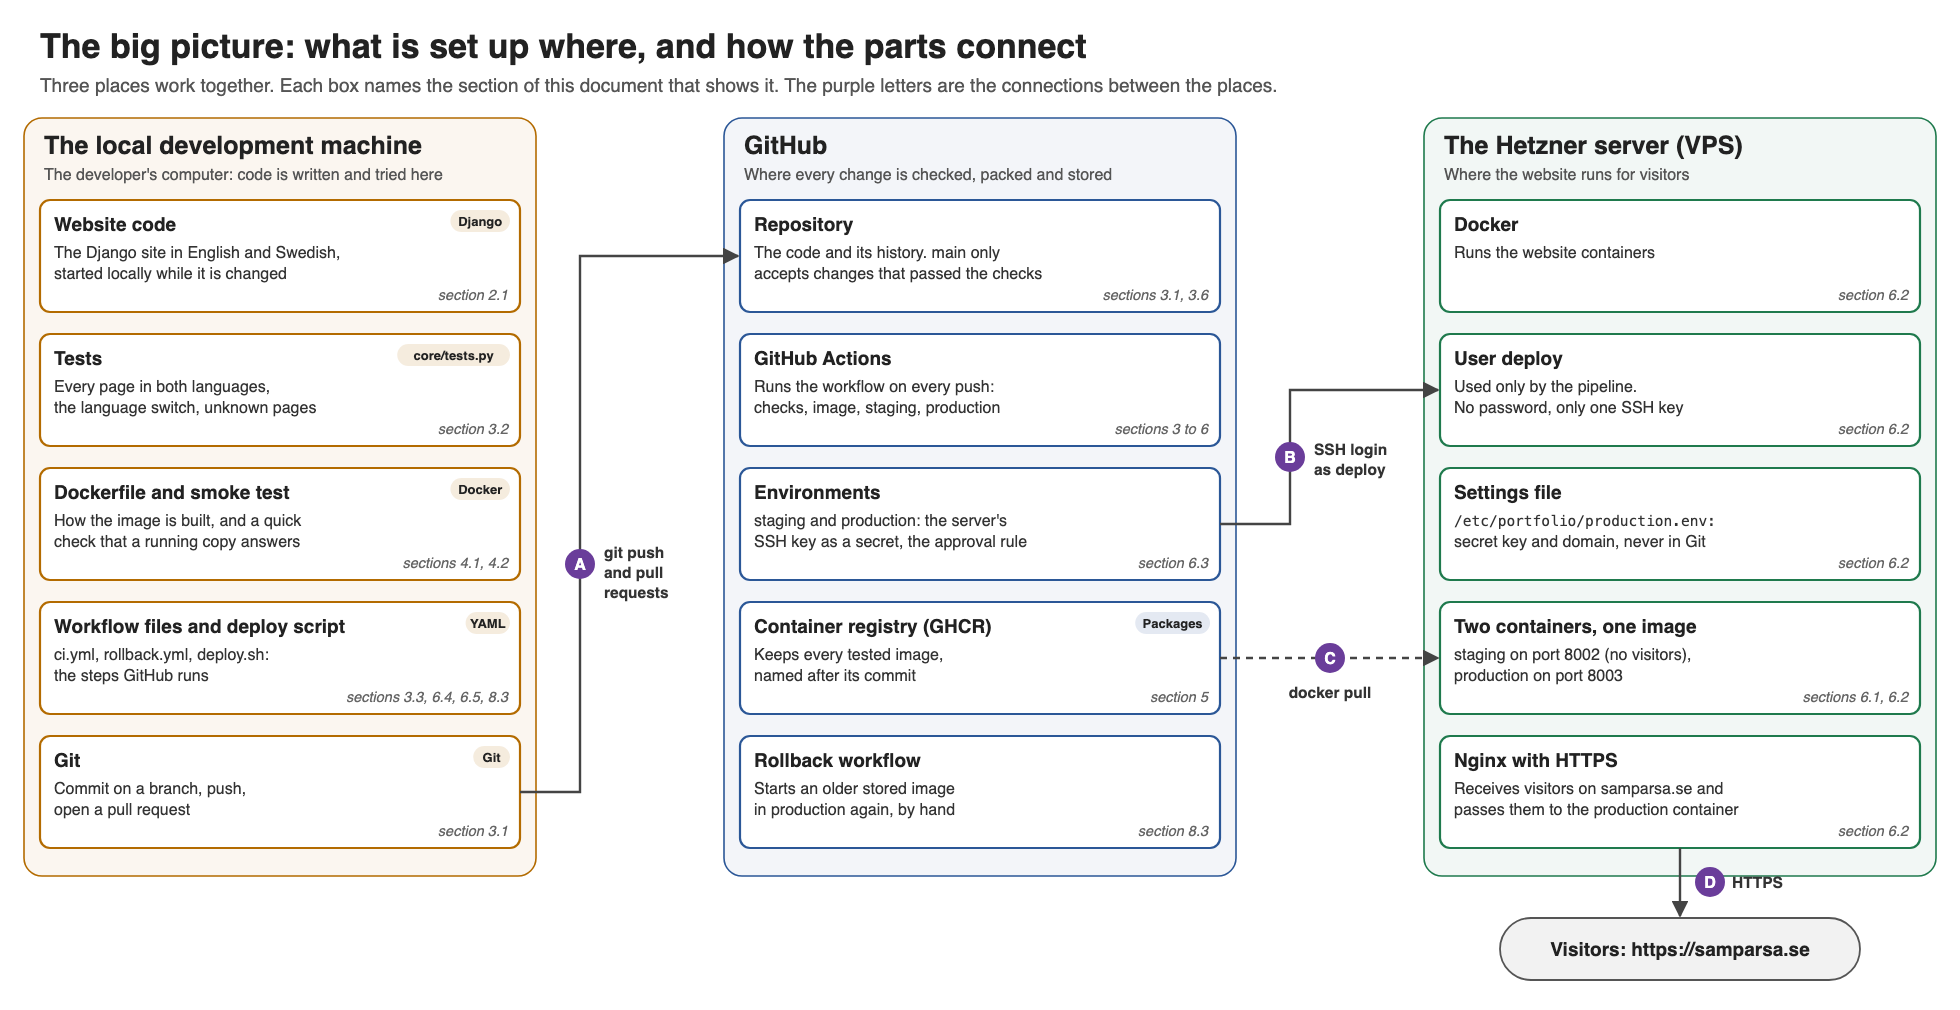 The big picture: what is set up where, and how the parts connect
Three places work together. Each box names the section of this document that shows it. The purple letters are the connections between the places.
The local development machine
The developer's computer: code is written and tried here
Website code
Django
The Django site in English and Swedish,
started locally while it is changed
section 2.1
Tests
core/tests.py
Every page in both languages,
the language switch, unknown pages
section 3.2
Dockerfile and smoke test
Docker
How the image is built, and a quick
check that a running copy answers
sections 4.1, 4.2
Workflow files and deploy script
YAML
ci.yml, rollback.yml, deploy.sh:
the steps GitHub runs
sections 3.3, 6.4, 6.5, 8.3
Git
Git
Commit on a branch, push,
open a pull request
section 3.1
A
git push
and pull
requests
GitHub
Where every change is checked, packed and stored
Repository
The code and its history. main only
accepts changes that passed the checks
sections 3.1, 3.6
GitHub Actions
Runs the workflow on every push:
checks, image, staging, production
sections 3 to 6
Environments
staging and production: the server's
SSH key as a secret, the approval rule
section 6.3
Container registry (GHCR)
Packages
Keeps every tested image,
named after its commit
section 5
Rollback workflow
Starts an older stored image
in production again, by hand
section 8.3
B
SSH login
as deploy
C
docker pull
The Hetzner server (VPS)
Where the website runs for visitors
Docker
Runs the website containers
section 6.2
User deploy
Used only by the pipeline.
No password, only one SSH key
section 6.2
Settings file
/etc/portfolio/production.env:
secret key and domain, never in Git
section 6.2
Two containers, one image
staging on port 8002 (no visitors),
production on port 8003
sections 6.1, 6.2
Nginx with HTTPS
Receives visitors on samparsa.se and
passes them to the production container
section 6.2
D
HTTPS
Visitors: https://samparsa.se